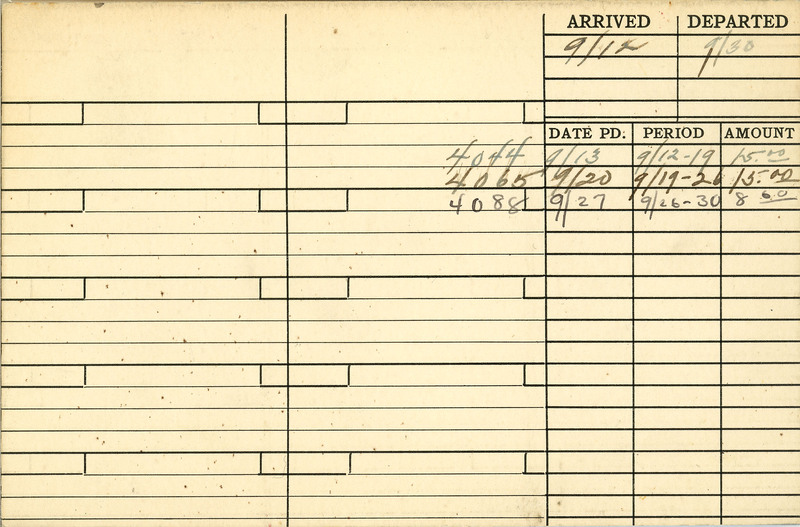 ARRIVED DEPARTED
9/12 9/30
DATE PD. PERIOD AMOUNT
4044 9/13 9/12-19 15.00
4065 9/20 9/19-26 15.00
4088 9/27 9/26-30 8 60